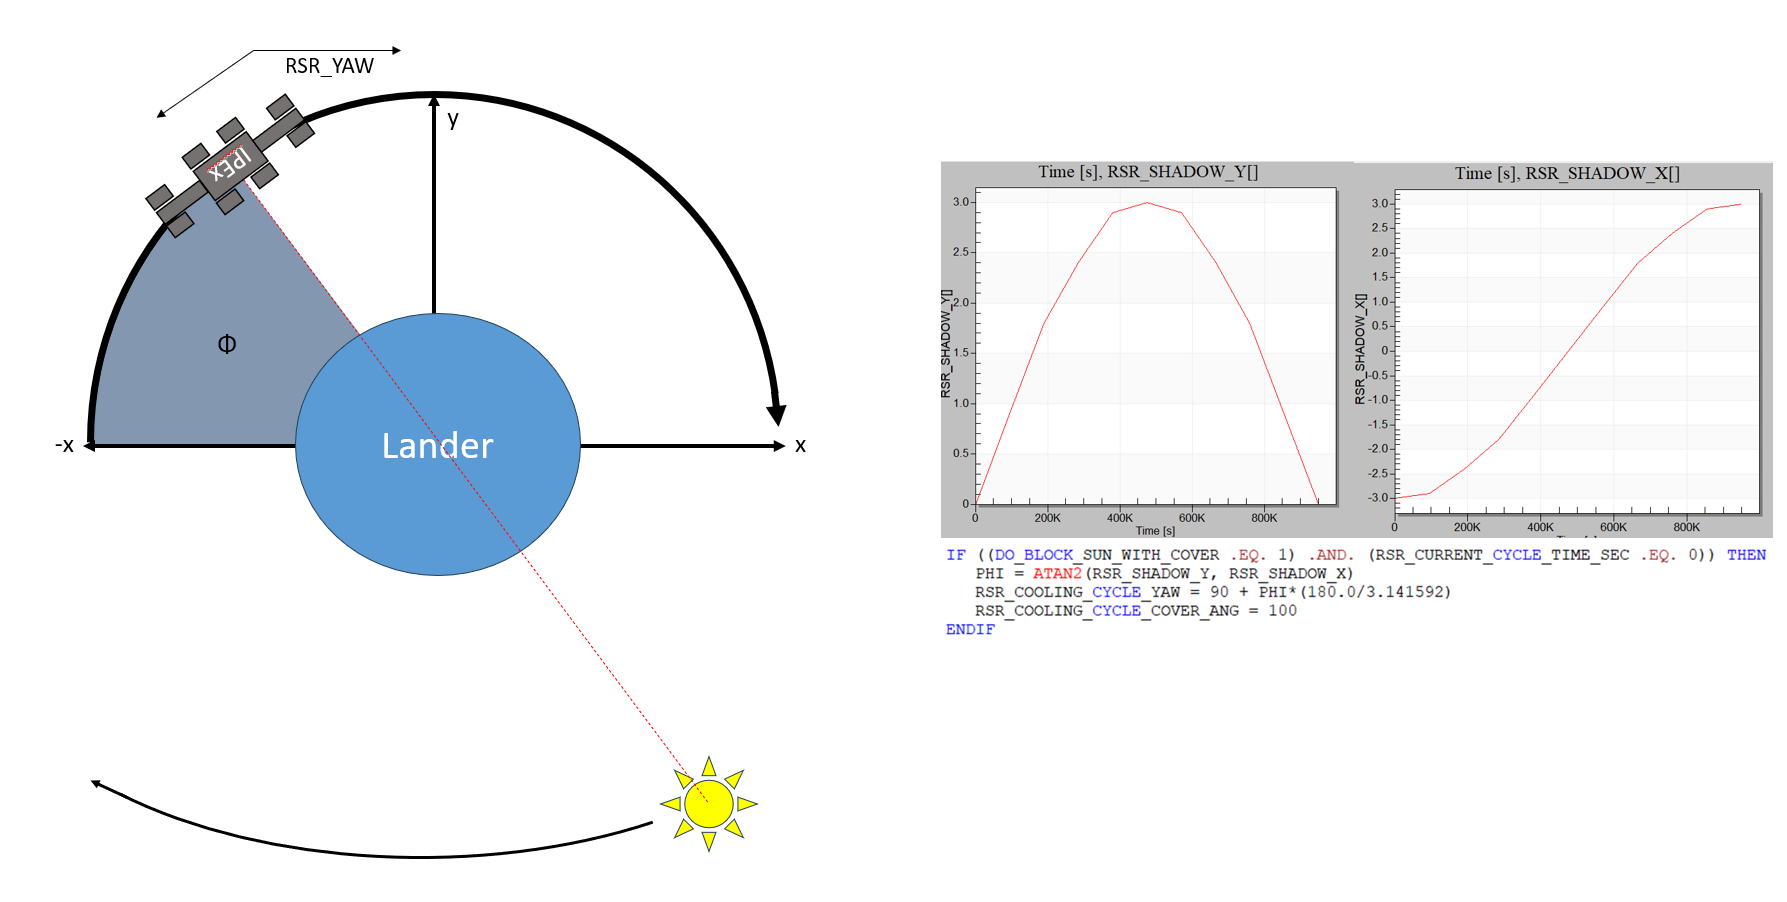 RSR_YAW
y
IPEX
Φ
-x
Lander
x
Time [s], RSR_SHADOW_Y[]
RSR_SHADOW_Y[]
3.0
2.5
2.0
1.5
1.0
0.5
0
0 200K 400K 600K 800K
Time [s]
Time [s], RSR_SHADOW_X[]
RSR_SHADOW_X[]
3.0
2.5
2.0
1.5
1.0
0.5
0
-0.5
-1.0
-1.5
-2.0
-2.5
-3.0
0 200K 400K 600K 800K
IF ((DO_BLOCK_SUN_WITH_COVER .EQ. 1) .AND. (RSR_CURRENT_CYCLE_TIME_SEC .EQ. 0)) THEN
PHI = ATAN2(RSR_SHADOW_Y, RSR_SHADOW_X)
RSR_COOLING_CYCLE_YAW = 90 + PHI*(180.0/3.141592)
RSR_COOLING_CYCLE_COVER_ANG = 100
ENDIF